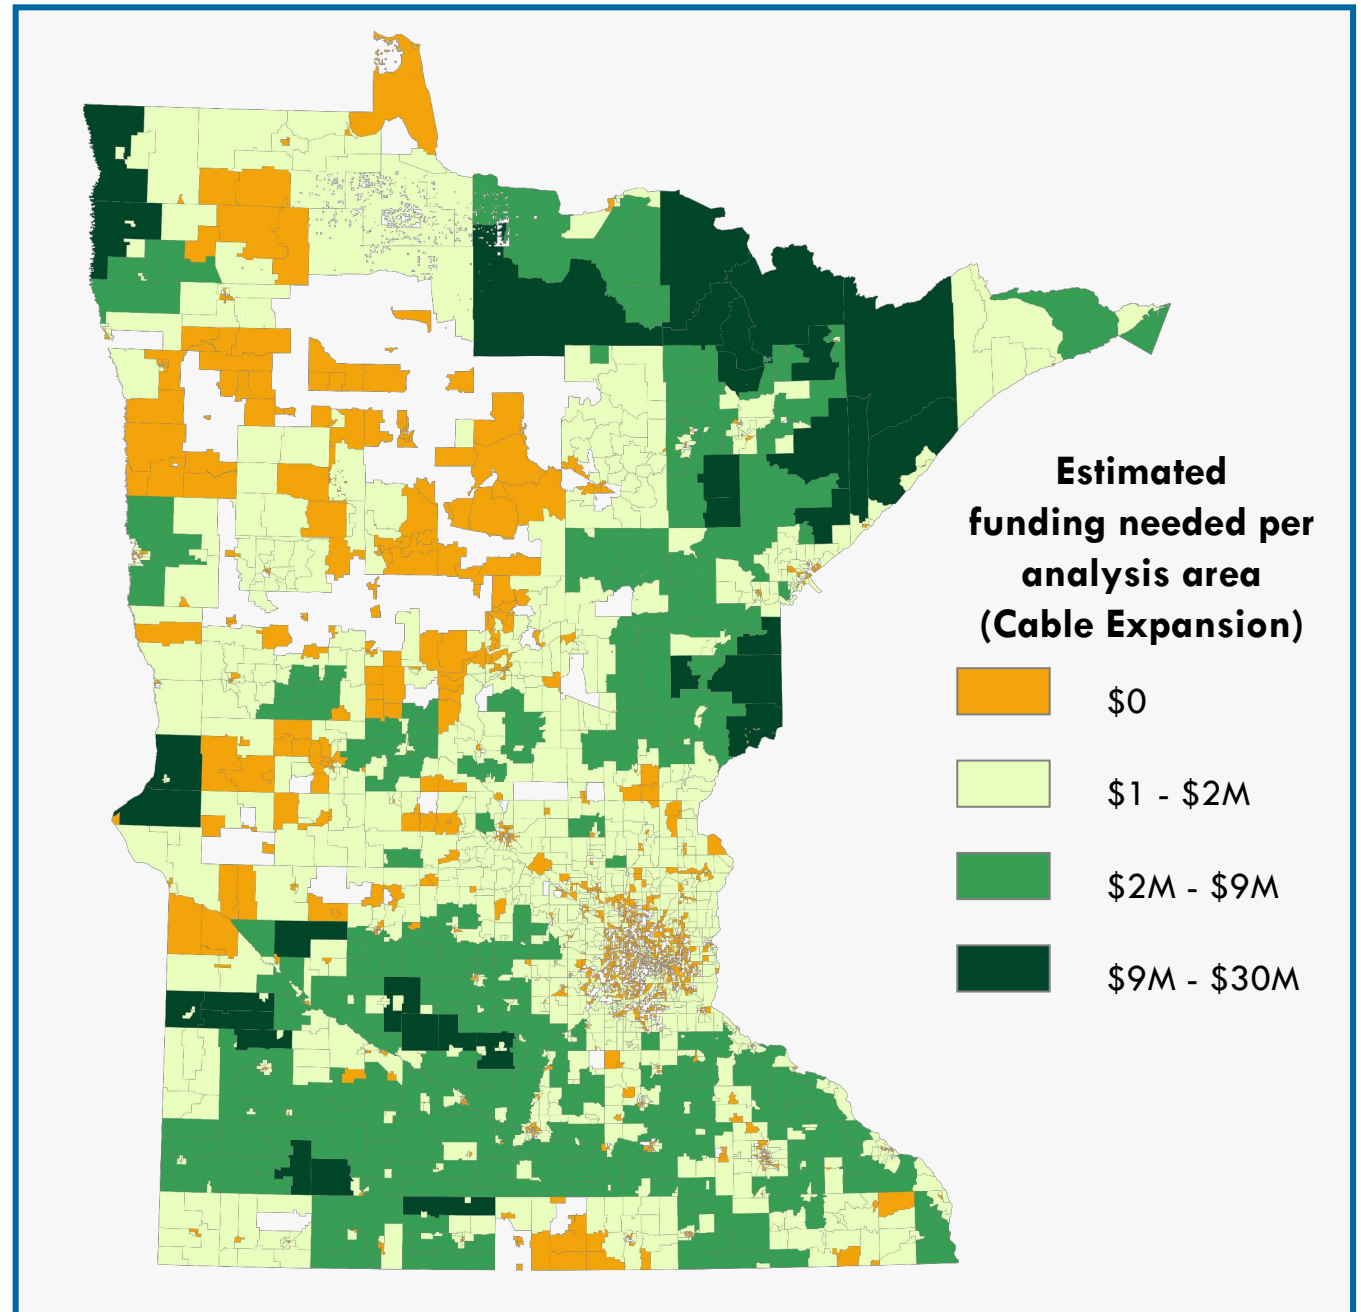 Estimated
funding needed per
analysis area
(Cable Expansion)
$0
$1 - $2M
$2M - $9M
$9M - $30M